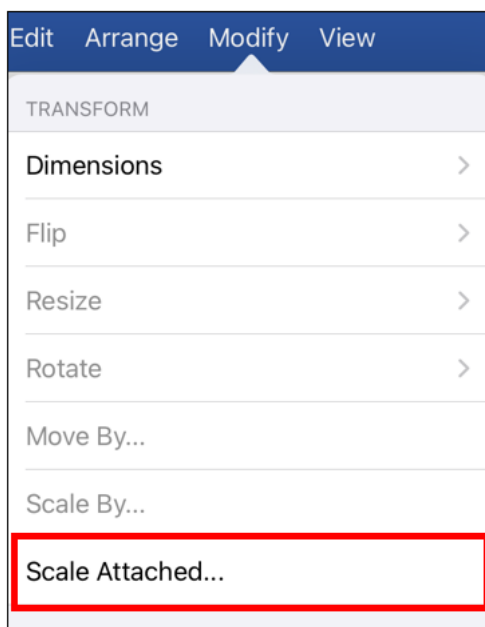 Edit Arrange Modify View
TRANSFORM
Dimensions
Flip
Resize
Rotate
Move By...
Scale By...
Scale Attached...